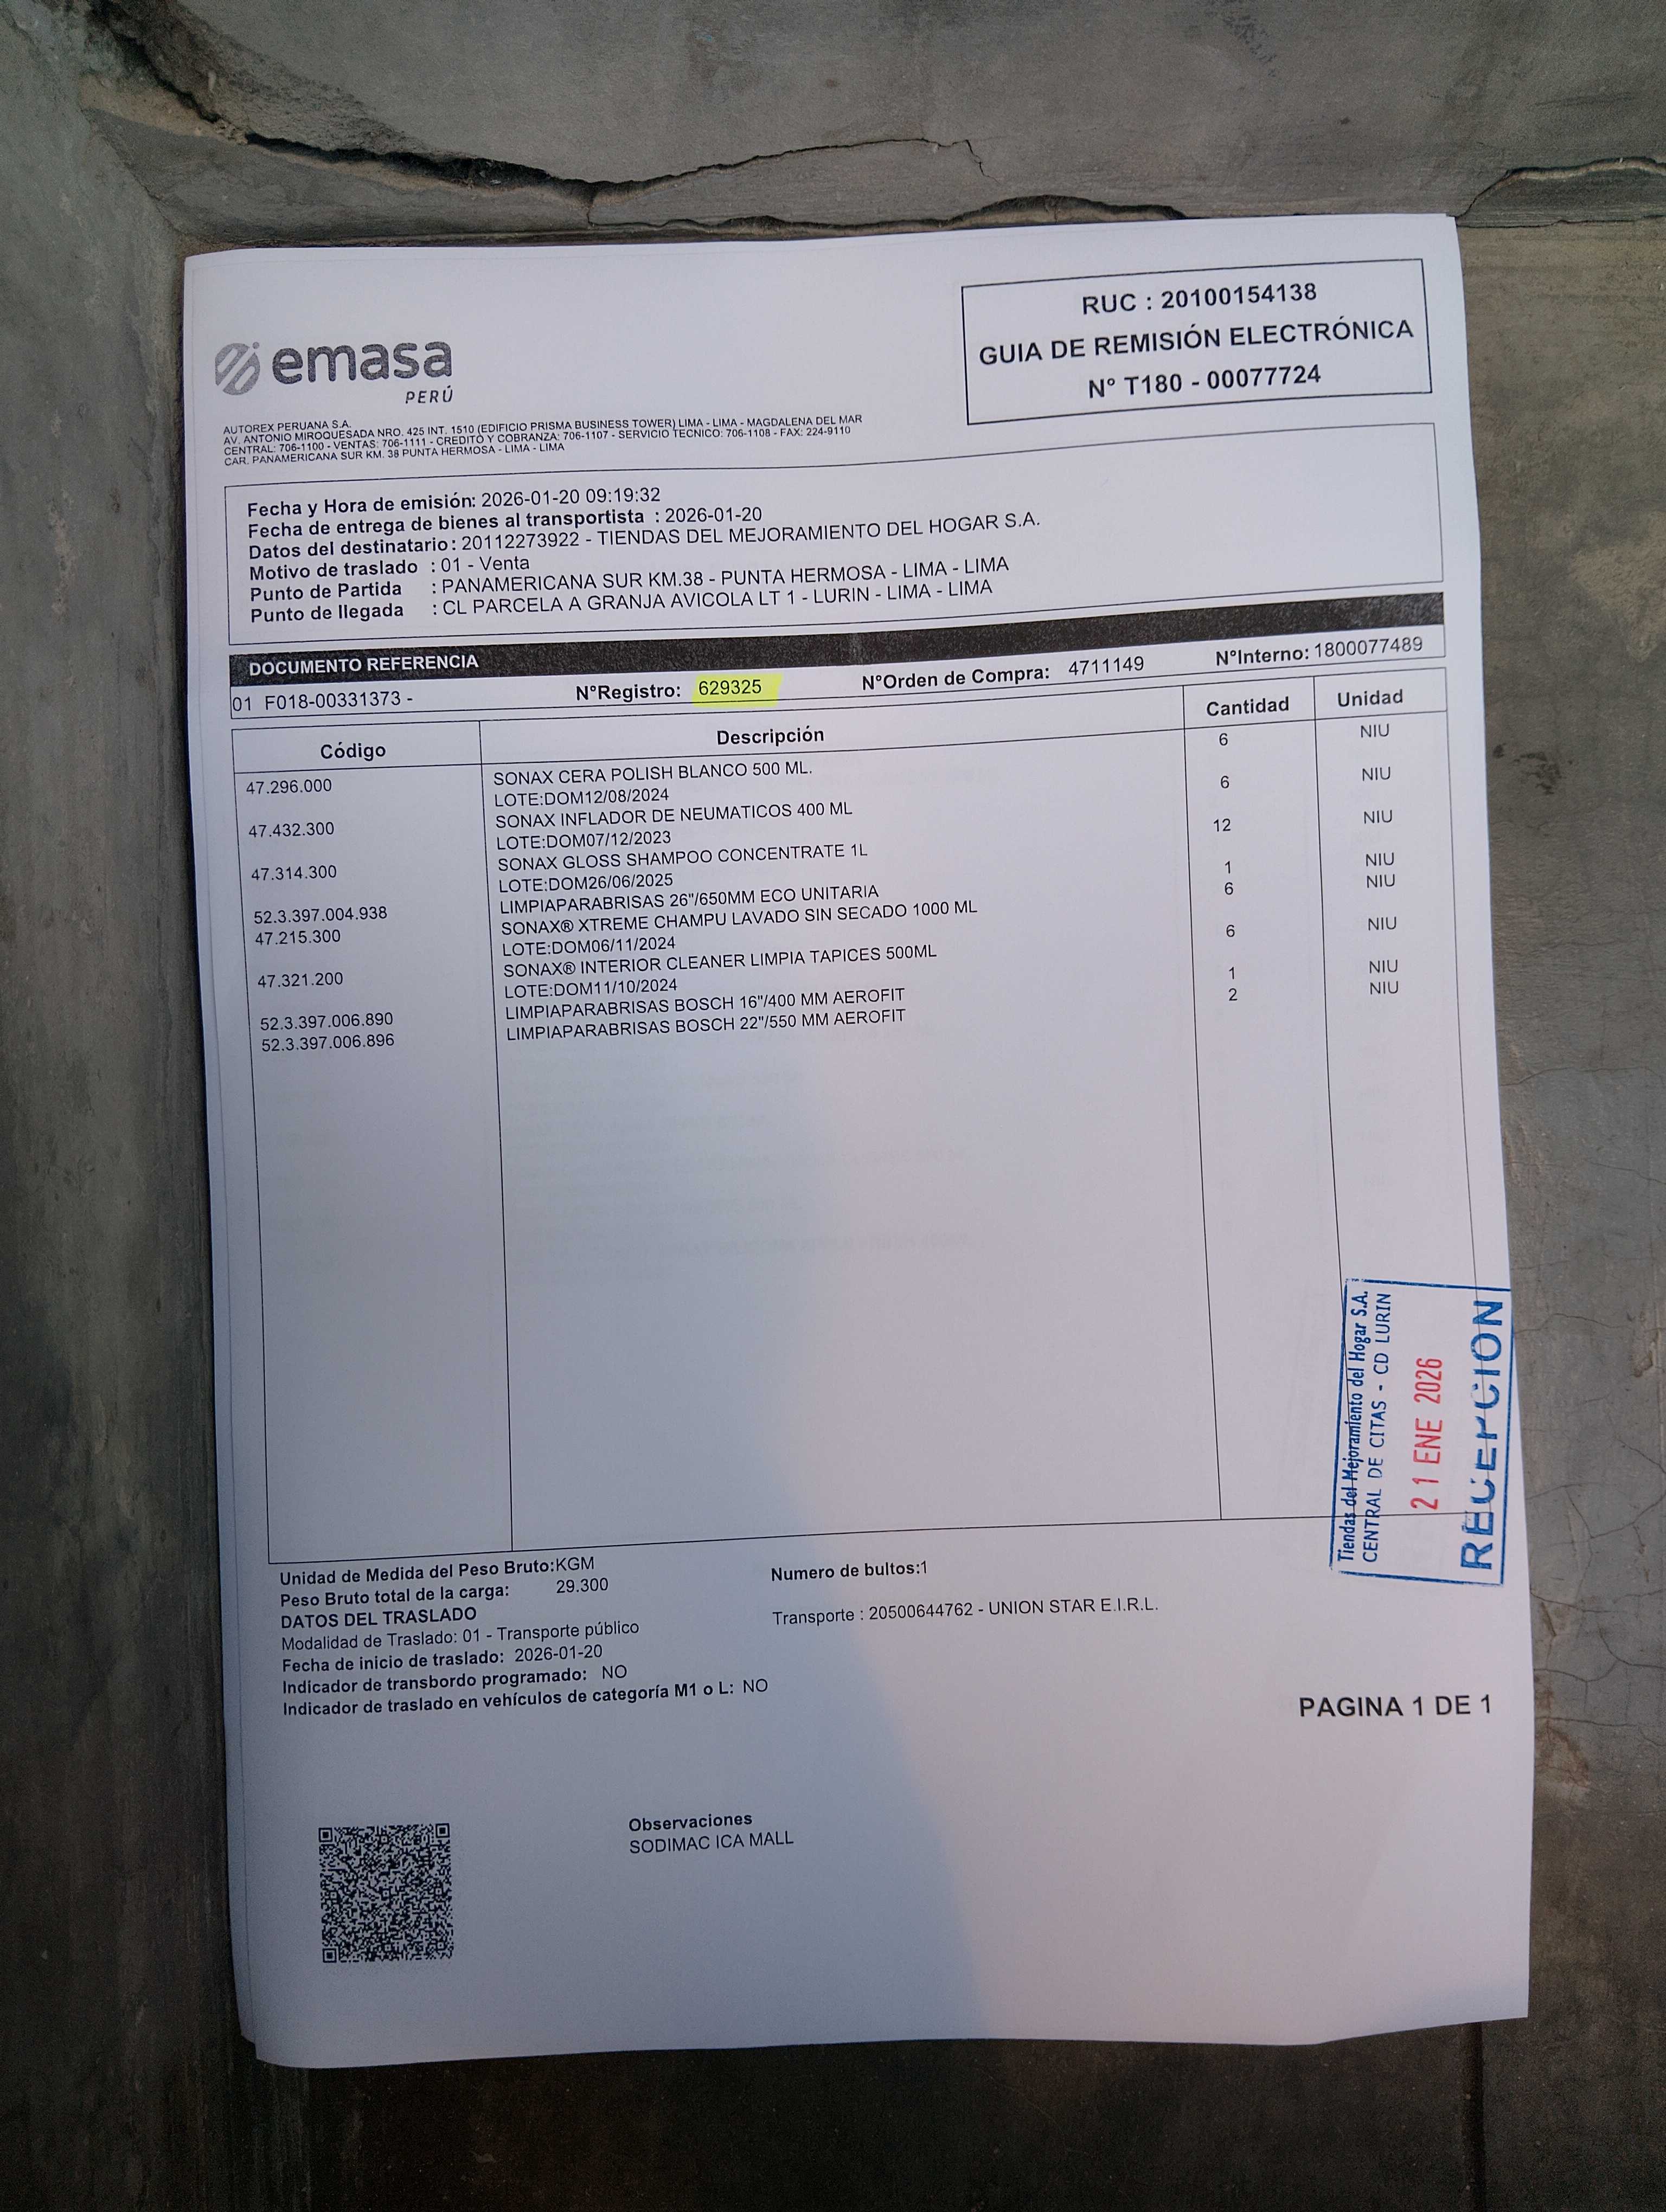 emasa
PERÚ
RUC : 20100154138
GUIA DE REMISIÓN ELECTRÓNICA
N° T180 - 00077724
AUTOREX PERUANA S.A.
AV. ANTONIO MIROQUESADA NRO. 425 INT. 1510 (EDIFICIO PRISMA BUSINESS TOWER) LIMA - LIMA - MAGDALENA DEL MAR
CENTRAL: 706-1100 - VENTAS: 706-1111 - CREDITO Y COBRANZA: 706-1107 - SERVICIO TECNICO: 706-1108 - FAX: 224-9110
CAR. PANAMERICANA SUR KM. 38 PUNTA HERMOSA - LIMA - LIMA
Fecha y Hora de emisión: 2026-01-20 09:19:32
Fecha de entrega de bienes al transportista : 2026-01-20
Datos del destinatario : 20112273922 - TIENDAS DEL MEJORAMIENTO DEL HOGAR S.A.
Motivo de traslado : 01 - Venta
Punto de Partida : PANAMERICANA SUR KM.38 - PUNTA HERMOSA - LIMA - LIMA
Punto de llegada : CL PARCELA A GRANJA AVICOLA LT 1 - LURIN - LIMA - LIMA
DOCUMENTO REFERENCIA
01 F018-00331373 - N°Registro: 629325 N°Orden de Compra: 4711149 N°Interno: 1800077489
Código Descripción Cantidad Unidad
47.296.000 SONAX CERA POLISH BLANCO 500 ML. 6 NIU
LOTE:DOM12/08/2024
47.432.300 SONAX INFLADOR DE NEUMATICOS 400 ML 6 NIU
LOTE:DOM07/12/2023
47.314.300 SONAX GLOSS SHAMPOO CONCENTRATE 1L 12 NIU
LOTE:DOM26/06/2025
52.3.397.004.938 LIMPIAPARABRISAS 26"/650MM ECO UNITARIA 1 NIU
47.215.300 SONAX® XTREME CHAMPU LAVADO SIN SECADO 1000 ML 6 NIU
LOTE:DOM06/11/2024
47.321.200 SONAX® INTERIOR CLEANER LIMPIA TAPICES 500ML 6 NIU
LOTE:DOM11/10/2024
52.3.397.006.890 LIMPIAPARABRISAS BOSCH 16"/400 MM AEROFIT 1 NIU
52.3.397.006.896 LIMPIAPARABRISAS BOSCH 22"/550 MM AEROFIT 2 NIU
Tiendas del Mejoramiento del Hogar S.A.
CENTRAL DE CITAS - CD LURIN
21 ENE 2026
RECEPCION
Unidad de Medida del Peso Bruto:KGM
Peso Bruto total de la carga: 29.300
Numero de bultos:1
DATOS DEL TRASLADO
Modalidad de Traslado: 01 - Transporte público
Transporte : 20500644762 - UNION STAR E.I.R.L.
Fecha de inicio de traslado: 2026-01-20
Indicador de transbordo programado: NO
Indicador de traslado en vehículos de categoría M1 o L: NO
PAGINA 1 DE 1
Observaciones
SODIMAC ICA MALL